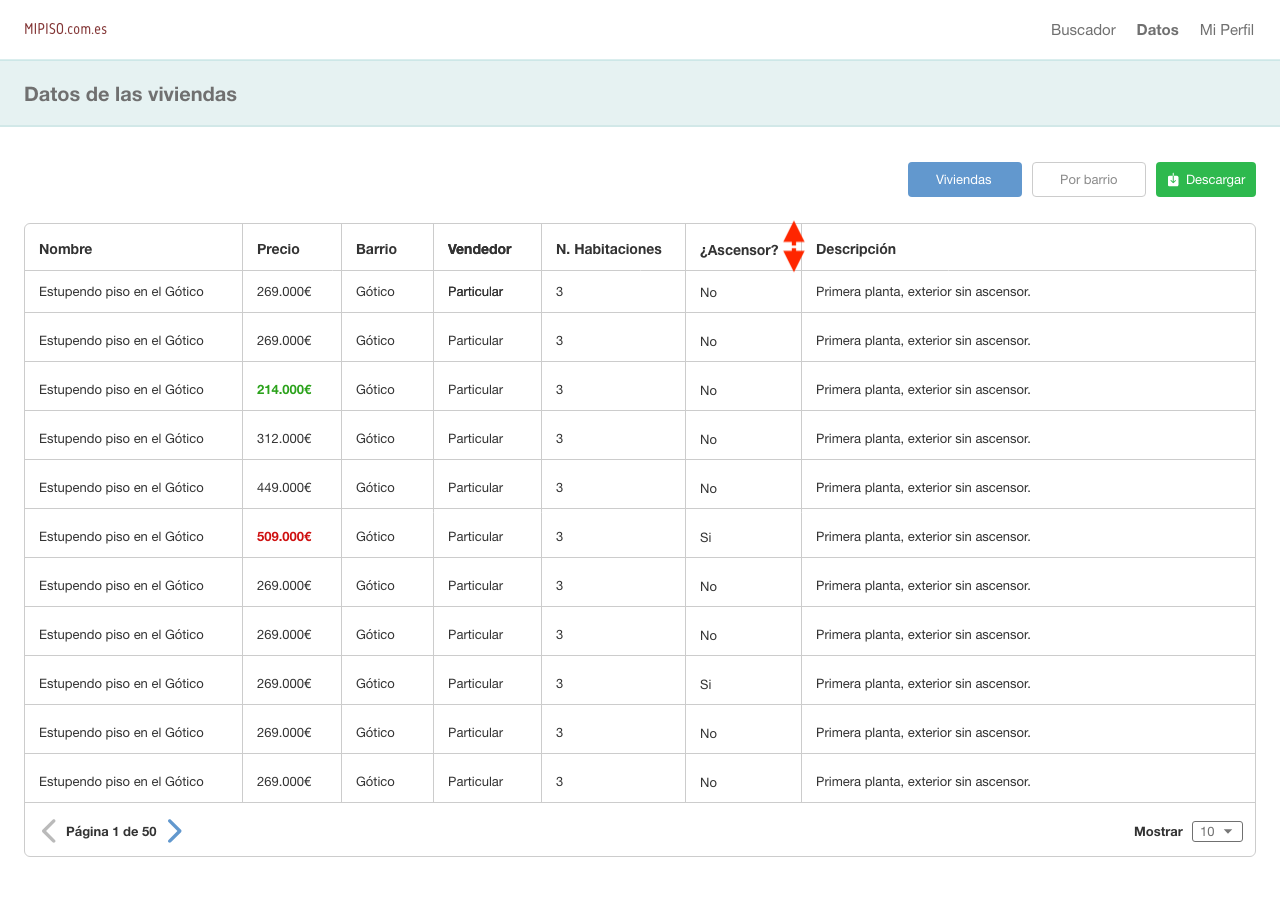 MIPISO.com.es
Buscador Datos Mi Perfil
Datos de las viviendas
Viviendas Por barrio Descargar
Nombre Precio Barrio Vendedor N. Habitaciones ¿Ascensor? Descripción
Estupendo piso en el Gótico 269.000€ Gótico Particular 3 No Primera planta, exterior sin ascensor.
Estupendo piso en el Gótico 269.000€ Gótico Particular 3 No Primera planta, exterior sin ascensor.
Estupendo piso en el Gótico 214.000€ Gótico Particular 3 No Primera planta, exterior sin ascensor.
Estupendo piso en el Gótico 312.000€ Gótico Particular 3 No Primera planta, exterior sin ascensor.
Estupendo piso en el Gótico 449.000€ Gótico Particular 3 No Primera planta, exterior sin ascensor.
Estupendo piso en el Gótico 509.000€ Gótico Particular 3 Si Primera planta, exterior sin ascensor.
Estupendo piso en el Gótico 269.000€ Gótico Particular 3 No Primera planta, exterior sin ascensor.
Estupendo piso en el Gótico 269.000€ Gótico Particular 3 No Primera planta, exterior sin ascensor.
Estupendo piso en el Gótico 269.000€ Gótico Particular 3 Si Primera planta, exterior sin ascensor.
Estupendo piso en el Gótico 269.000€ Gótico Particular 3 No Primera planta, exterior sin ascensor.
Estupendo piso en el Gótico 269.000€ Gótico Particular 3 No Primera planta, exterior sin ascensor.
Página 1 de 50 Mostrar 10